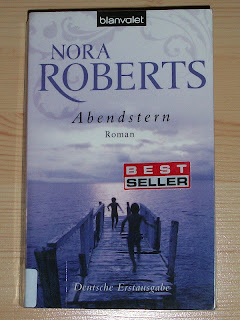 blanvalet
NORA
ROBERTS
Abendstern
Roman
BEST
SELLER
Deutsche Erstausgabe